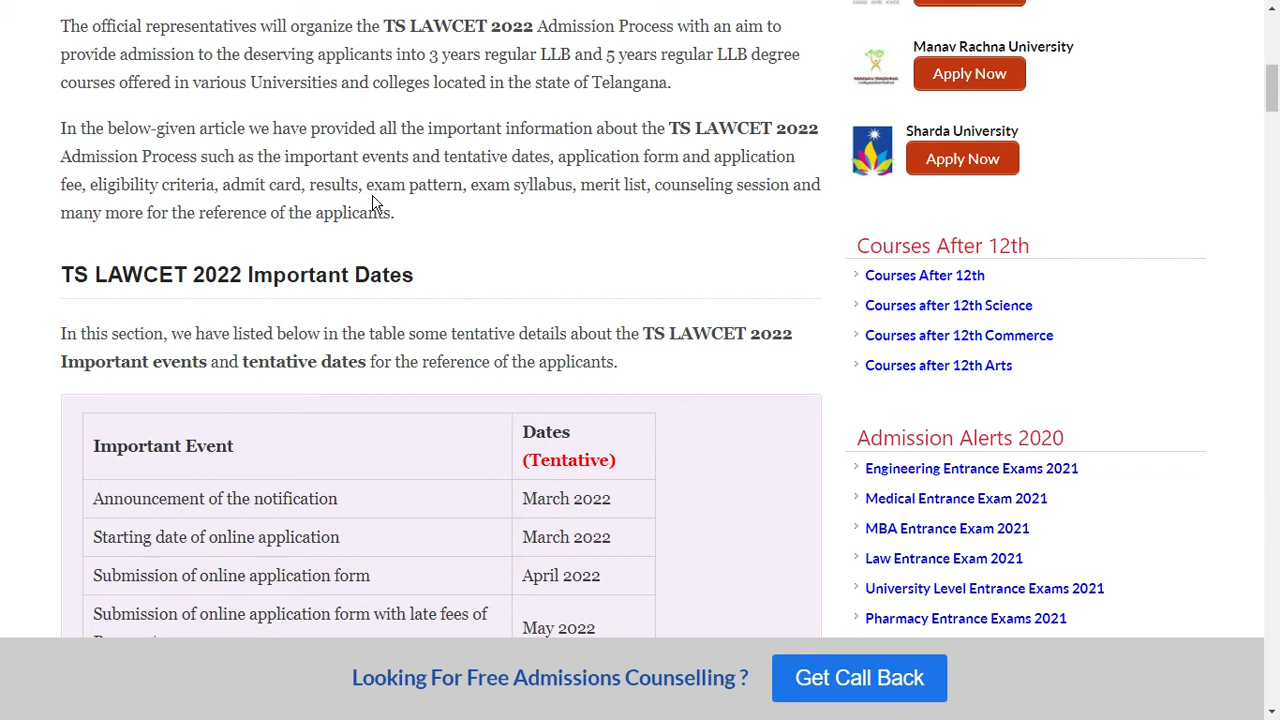 The official representatives will organize the TS LAWCET 2022 Admission Process with an aim to
provide admission to the deserving applicants into 3 years regular LLB and 5 years regular LLB degree
courses offered in various Universities and colleges located in the state of Telangana.
In the below-given article we have provided all the important information about the TS LAWCET 2022
Admission Process such as the important events and tentative dates, application form and application
fee, eligibility criteria, admit card, results, exam pattern, exam syllabus, merit list, counseling session and
many more for the reference of the applicants.
TS LAWCET 2022 Important Dates
In this section, we have listed below in the table some tentative details about the TS LAWCET 2022
Important events and tentative dates for the reference of the applicants.
Important Event
Dates
(Tentative)
Announcement of the notification
March 2022
Starting date of online application
March 2022
Submission of online application form
April 2022
Submission of online application form with late fees of
May 2022
Manav Rachna University
MANAV RACHNA
Apply Now
Sharda University
Apply Now
Courses After 12th
Courses After 12th
Courses after 12th Science
Courses after 12th Commerce
Courses after 12th Arts
Admission Alerts 2020
Engineering Entrance Exams 2021
Medical Entrance Exam 2021
MBA Entrance Exam 2021
Law Entrance Exam 2021
University Level Entrance Exams 2021
Pharmacy Entrance Exams 2021
Looking For Free Admissions Counselling ?
Get Call Back